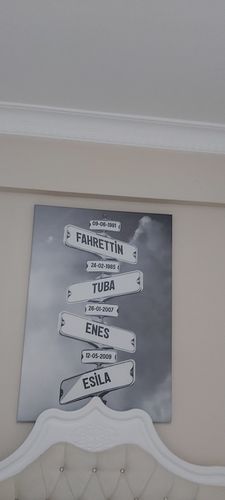 09-06-1981
FAHRETTİN
24-02-1985
TUBA
26-01-2007
ENES
12-05-2009
ESİLA